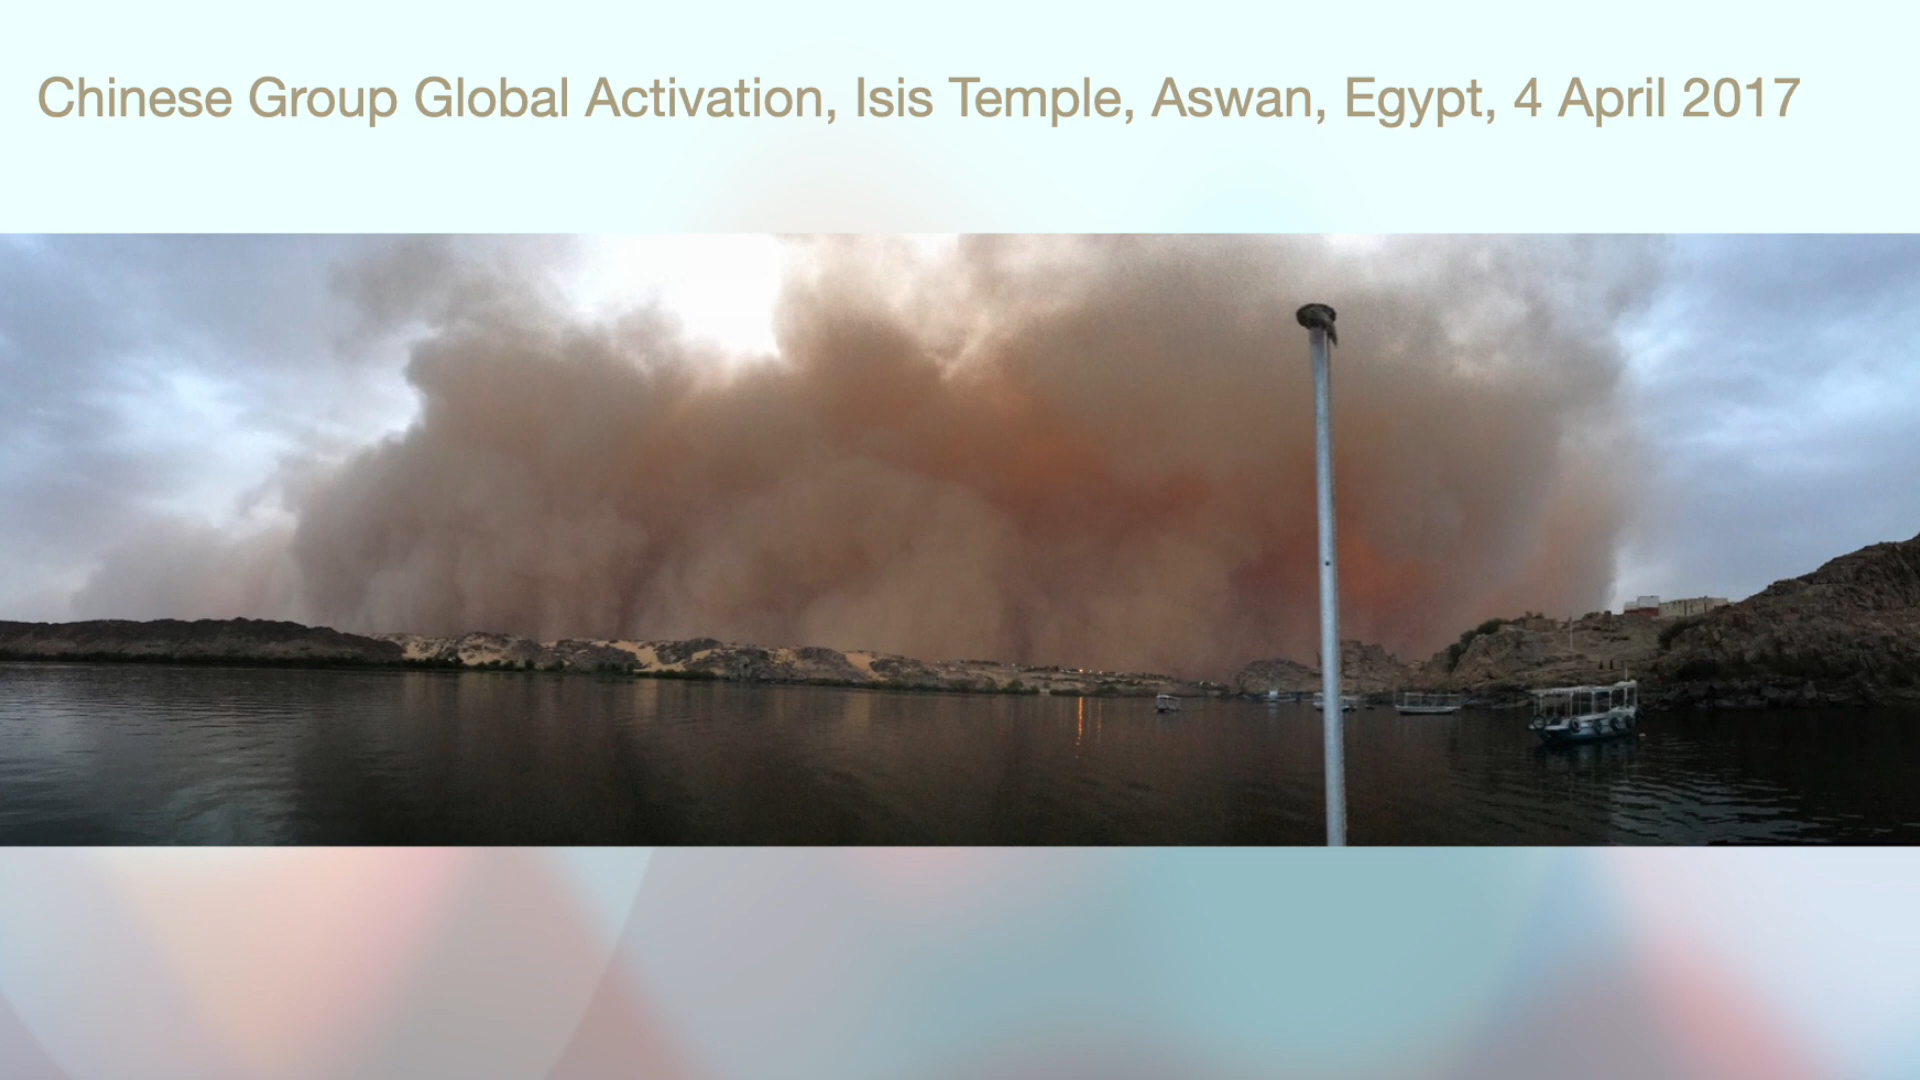 Chinese Group Global Activation, Isis Temple, Aswan, Egypt, 4 April 2017